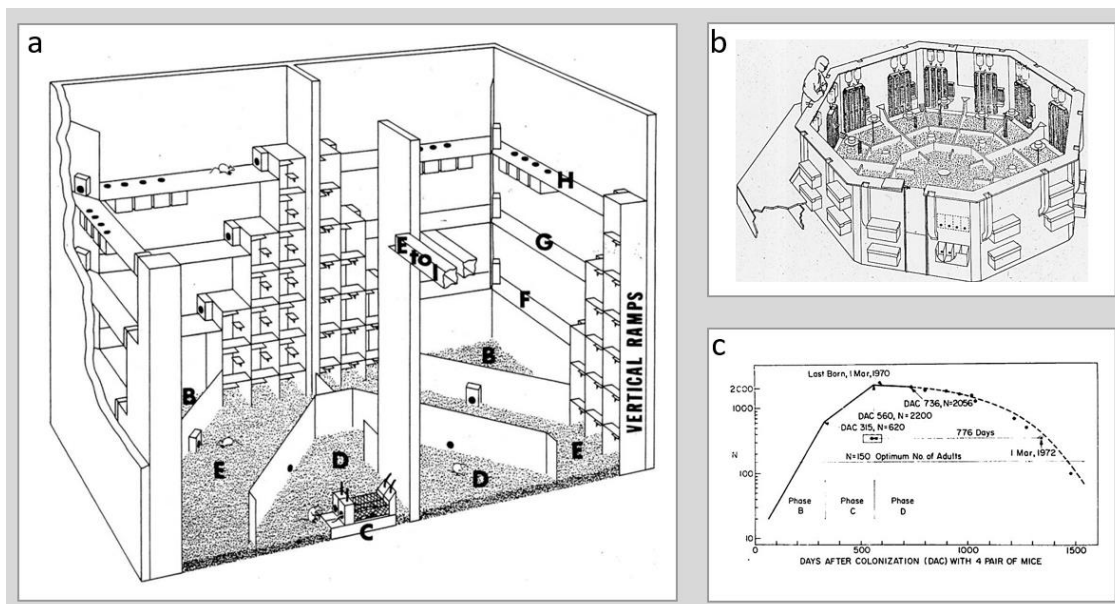 a
H
G
E to I
F
VERTICAL RAMPS
B
B
E
D
E
D
C
b
c
Last Born, 1 Mar, 1970
2000
DAC 736, N=2056
1000
DAC 560, N=2200
DAC 315, N=620
776 Days
N
1 Mar, 1972
N=150 Optimum No. of Adults
100
Phase Phase Phase
B C D
10
0 500 1000 1500
DAYS AFTER COLONIZATION (DAC) WITH 4 PAIR OF MICE